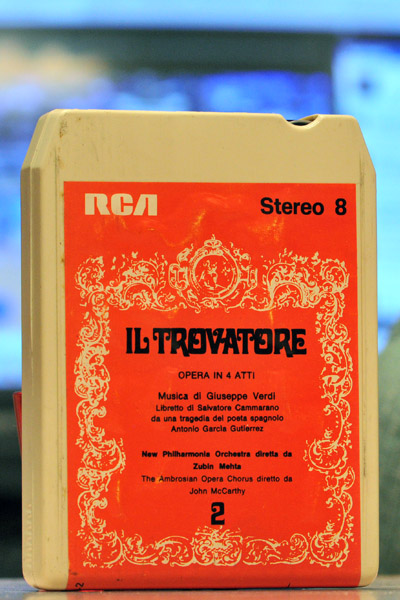 RCA
Stereo 8
IL TROVATORE
OPERA IN 4 ATTI
Musica di Giuseppe Verdi
Libretto di Salvatore Cammarano
da una tragedia del poeta spagnolo
Antonio Garcia Gutierrez
New Philharmonia Orchestra diretta da
Zubin Mehta
The Ambrosian Opera Chorus diretto da
John McCarthy
2
2